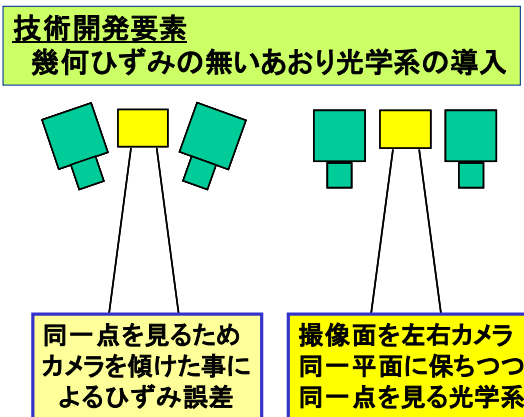 技術開発要素
幾何ひずみの無いあおり光学系の導入
同一点を見るため
カメラを傾けた事に
よるひずみ誤差
撮像面を左右カメラ
同一平面に保ちつつ
同一点を見る光学系